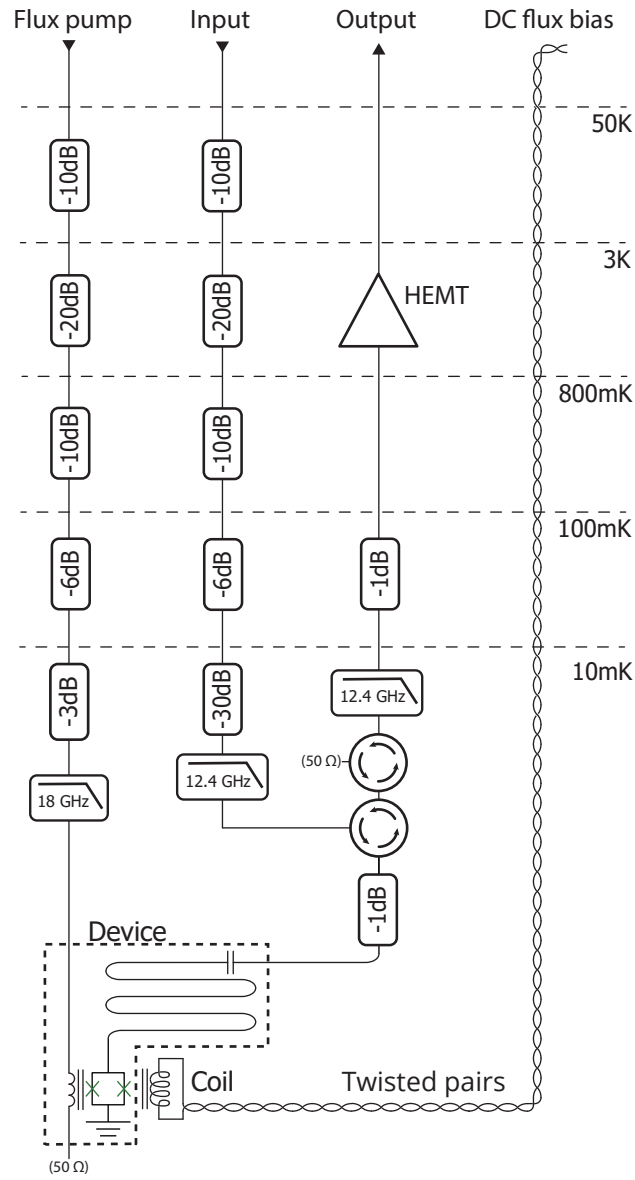 Flux pump
Input
Output
DC flux bias
50K
-10dB
-10dB
3K
-20dB
-20dB
HEMT
800mK
-10dB
-10dB
100mK
-6dB
-6dB
-1dB
10mK
-3dB
-30dB
12.4 GHz
(50 Ω)
12.4 GHz
18 GHz
-1dB
Device
Coil
Twisted pairs
(50 Ω)